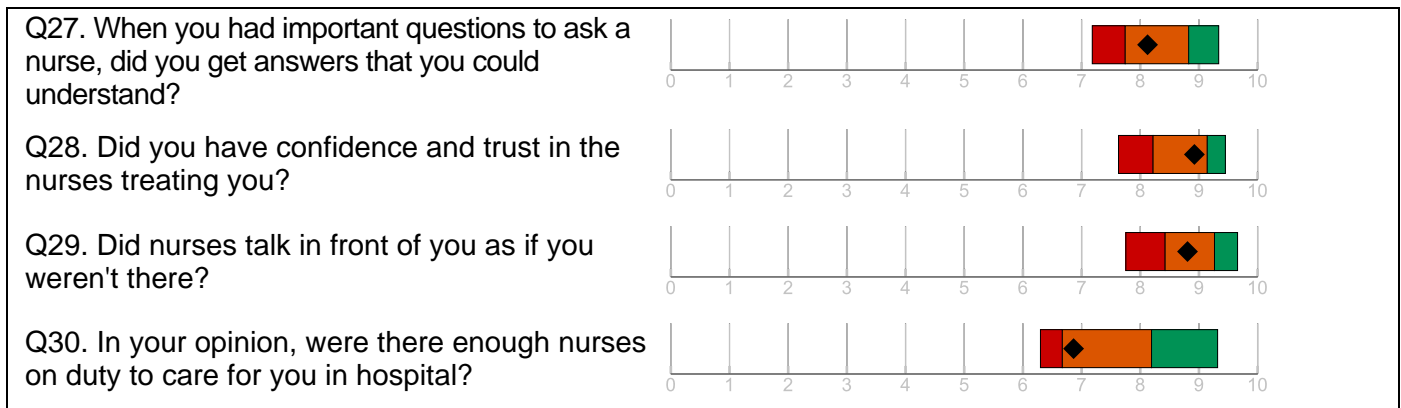 Q27. When you had important questions to ask a
nurse, did you get answers that you could
understand?
0 1 2 3 4 5 6 7 8 9 10
Q28. Did you have confidence and trust in the
nurses treating you?
0 1 2 3 4 5 6 7 8 9 10
Q29. Did nurses talk in front of you as if you
weren't there?
0 1 2 3 4 5 6 7 8 9 10
Q30. In your opinion, were there enough nurses
on duty to care for you in hospital?
0 1 2 3 4 5 6 7 8 9 10